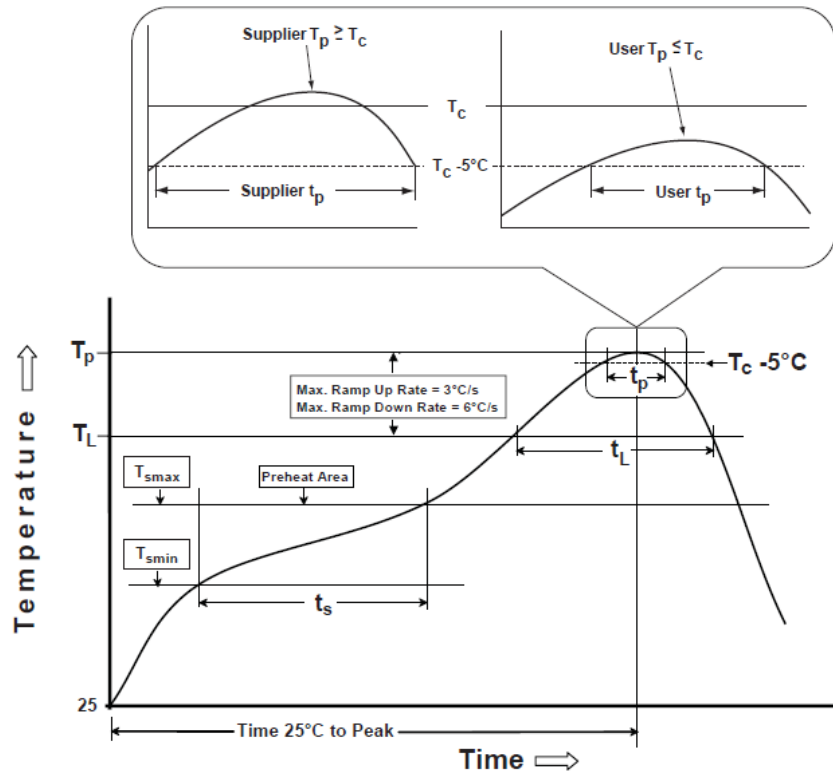 Supplier Tp ≥ Tc
User Tp ≤ Tc
Tc
Tc -5°C
Supplier tp
User tp
Tp
Tc -5°C
tp
Max. Ramp Up Rate = 3°C/s
Max. Ramp Down Rate = 6°C/s
TL
tL
Tsmax
Preheat Area
Tsmin
ts
Temperature
25
Time 25°C to Peak
Time